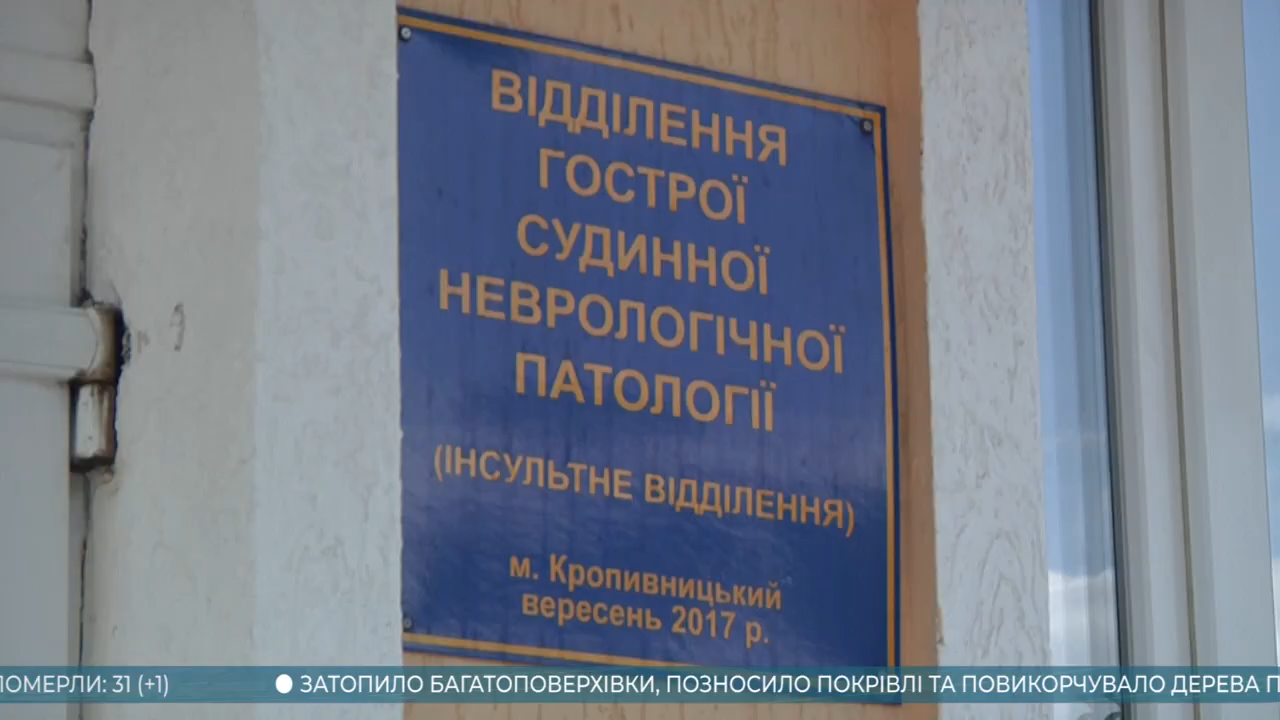 ВІДДІЛЕННЯ
ГОСТРОЇ
СУДИННОЇ
НЕВРОЛОГІЧНОЇ
ПАТОЛОГІЇ
(ІНСУЛЬТНЕ ВІДДІЛЕННЯ)
м. Кропивницький
вересень 2017 р.
ПОМЕРЛИ: 31 (+1) ● ЗАТОПИЛО БАГАТОПОВЕРХІВКИ, ПОЗНОСИЛО ПОКРІВЛІ ТА ПОВИКОРЧУВАЛО ДЕРЕВА